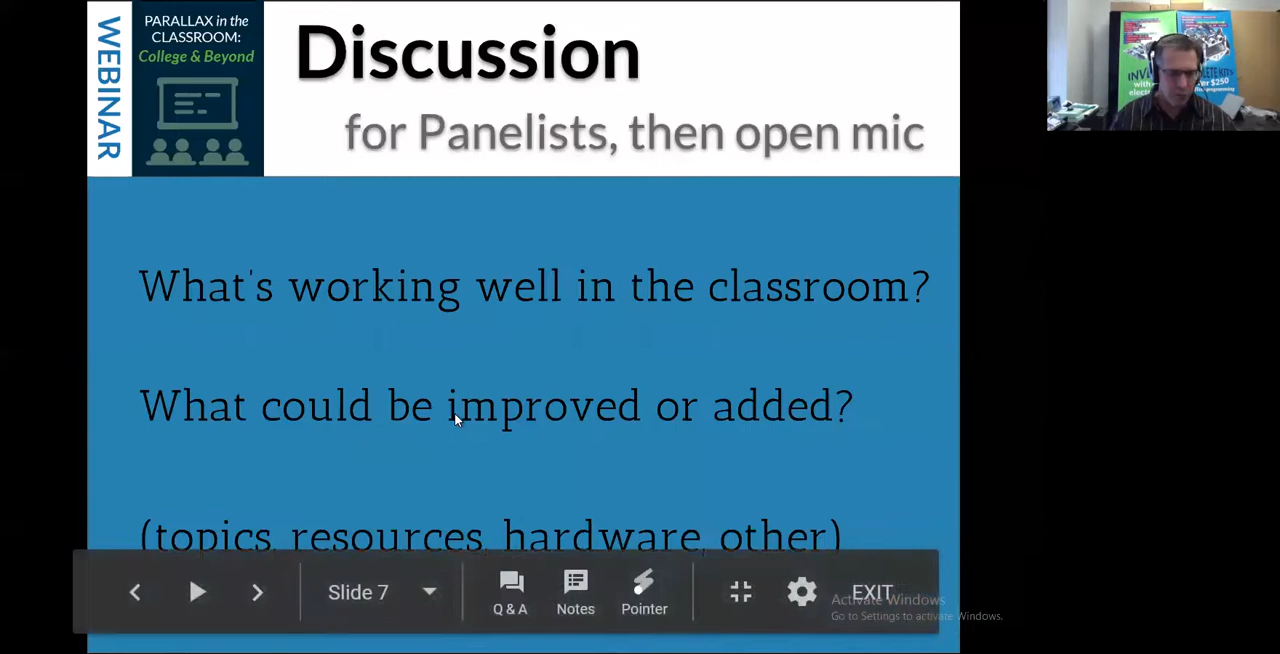 WEBINAR
PARALLAX in the
CLASSROOM:
College & Beyond
Discussion
for Panelists, then open mic
What's working well in the classroom?
What could be improved or added?
(topics, resources, hardware, other)
Slide 7
Q & A
Notes
Pointer
EXIT
Activate Windows
Go to Settings to activate Windows.